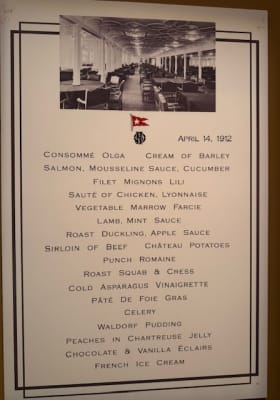 APRIL 14, 1912
CONSOMMÉ OLGA CREAM OF BARLEY
SALMON, MOUSSELINE SAUCE, CUCUMBER
FILET MIGNONS LILI
SAUTÉ OF CHICKEN, LYONNAISE
VEGETABLE MARROW FARCIE
LAMB, MINT SAUCE
ROAST DUCKLING, APPLE SAUCE
SIRLOIN OF BEEF CHÂTEAU POTATOES
PUNCH ROMAINE
ROAST SQUAB & CRESS
COLD ASPARAGUS VINAIGRETTE
PÂTÉ DE FOIE GRAS
CELERY
WALDORF PUDDING
PEACHES IN CHARTREUSE JELLY
CHOCOLATE & VANILLA ÉCLAIRS
FRENCH ICE CREAM